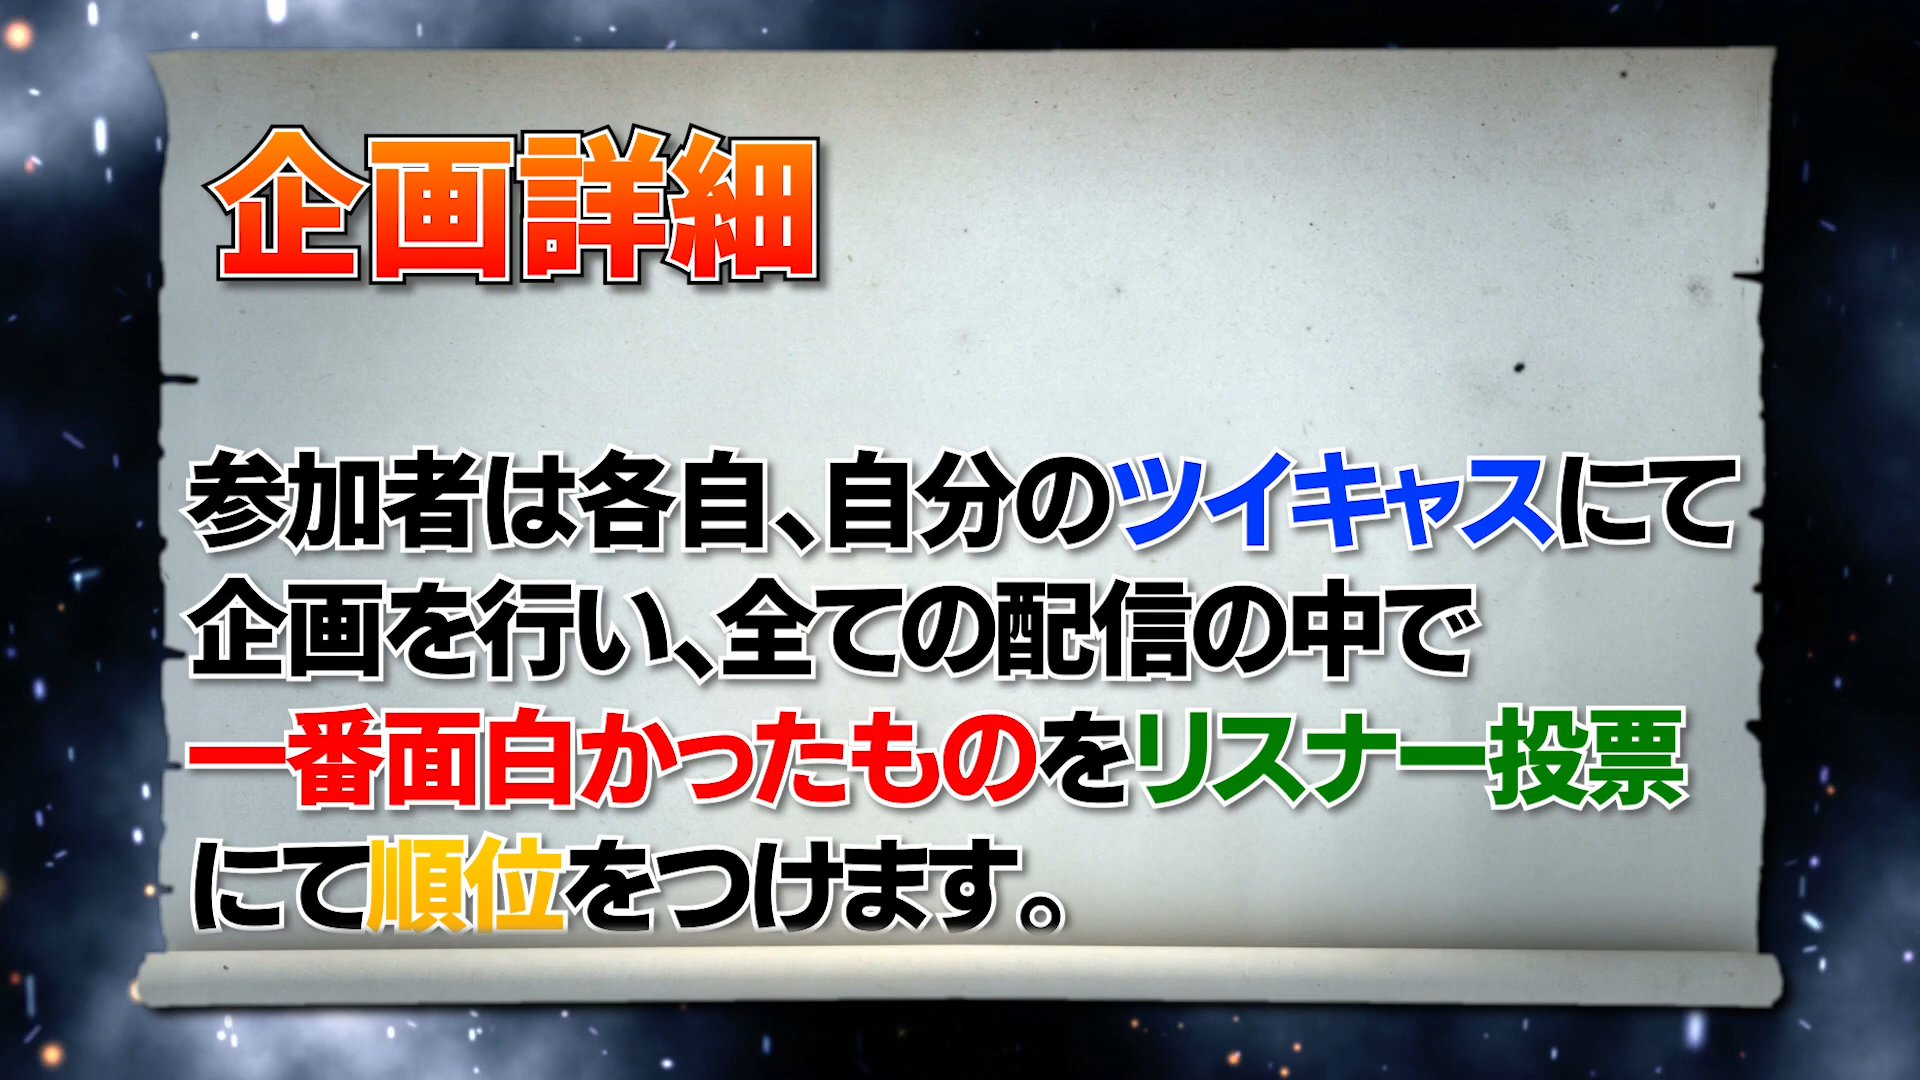 企画詳細
参加者は各自、自分のツイキャスにて
企画を行い、全ての配信の中で
一番面白かったものをリスナー投票
にて順位をつけます。